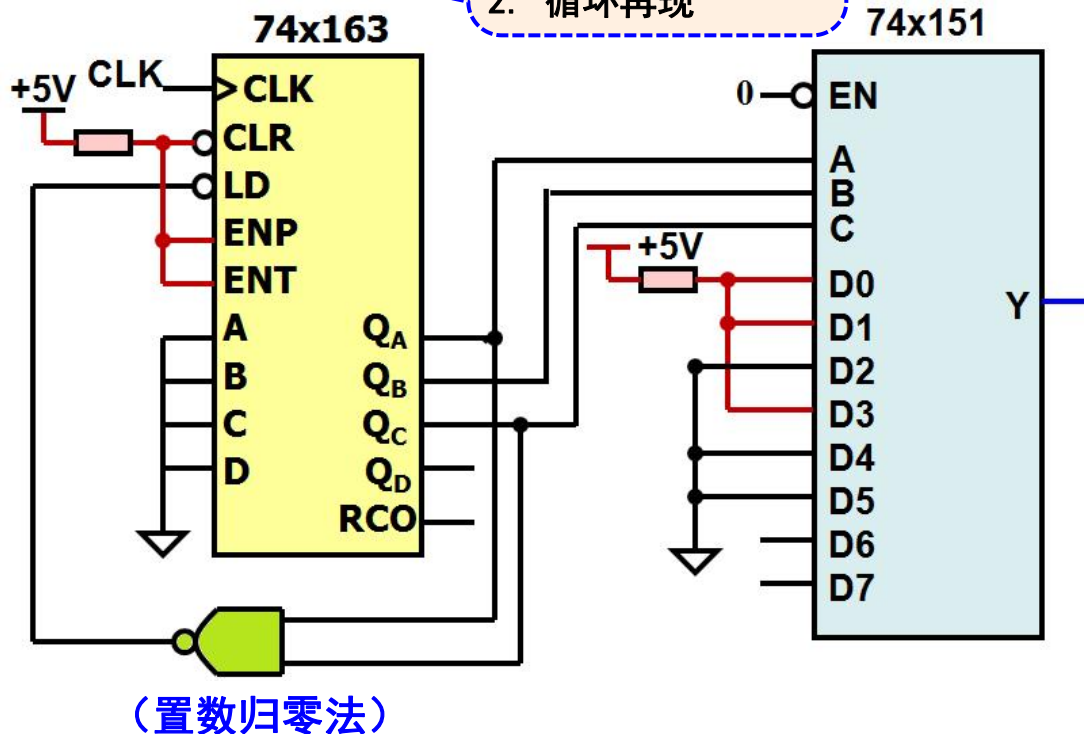 2. 循环再现
74x163
74x151
+5V
CLK
CLK
CLR
LD
ENP
ENT
A
B
C
D
QA
QB
QC
QD
RCO
0
EN
A
B
C
+5V
D0
D1
D2
D3
D4
D5
D6
D7
Y
(置数归零法)